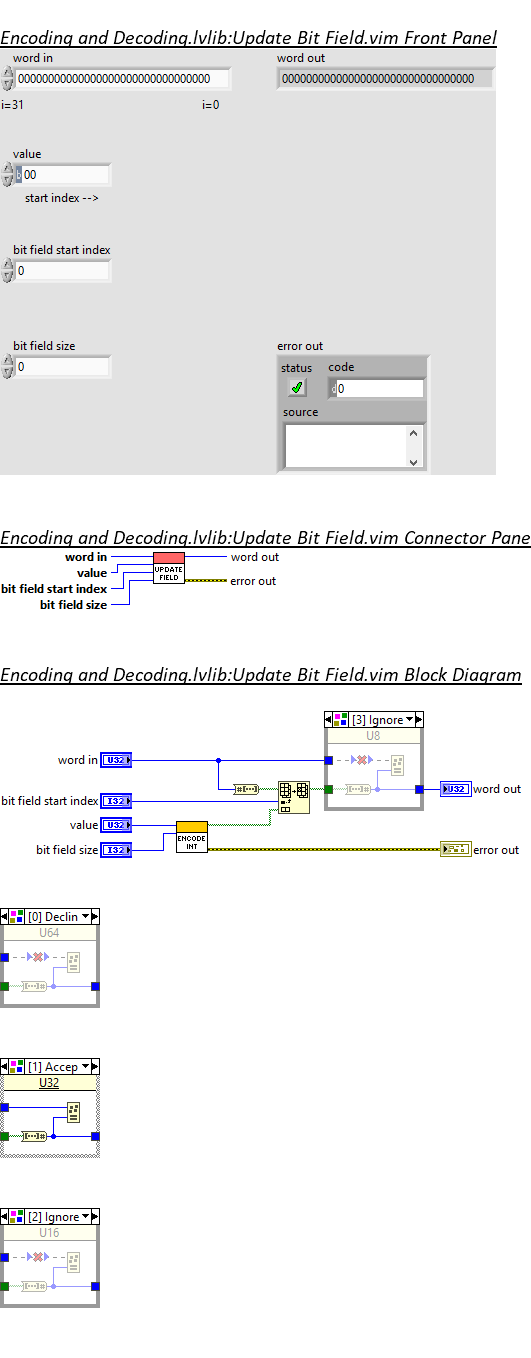 Encoding and Decoding.lvlib:Update Bit Field.vim Front Panel
word in
word out
00000000000000000000000000000000
00000000000000000000000000000000
i=31
i=0
value
b 00
start index -->
bit field start index
0
bit field size
0
error out
status
code
d 0
source
Encoding and Decoding.lvlib:Update Bit Field.vim Connector Pane
word in
word out
UPDATE
value
FIELD
error out
bit field start index
bit field size
Encoding and Decoding.lvlib:Update Bit Field.vim Block Diagram
[3] Ignore
U8
word in
U32
#[...]
[...]#
U32
word out
bit field start index
I32
value
U32
ENCODE
INT
bit field size
I32
error out
[0] Declin
U64
[...]#
[1] Accep
U32
[...]#
[2] Ignore
U16
[...]#